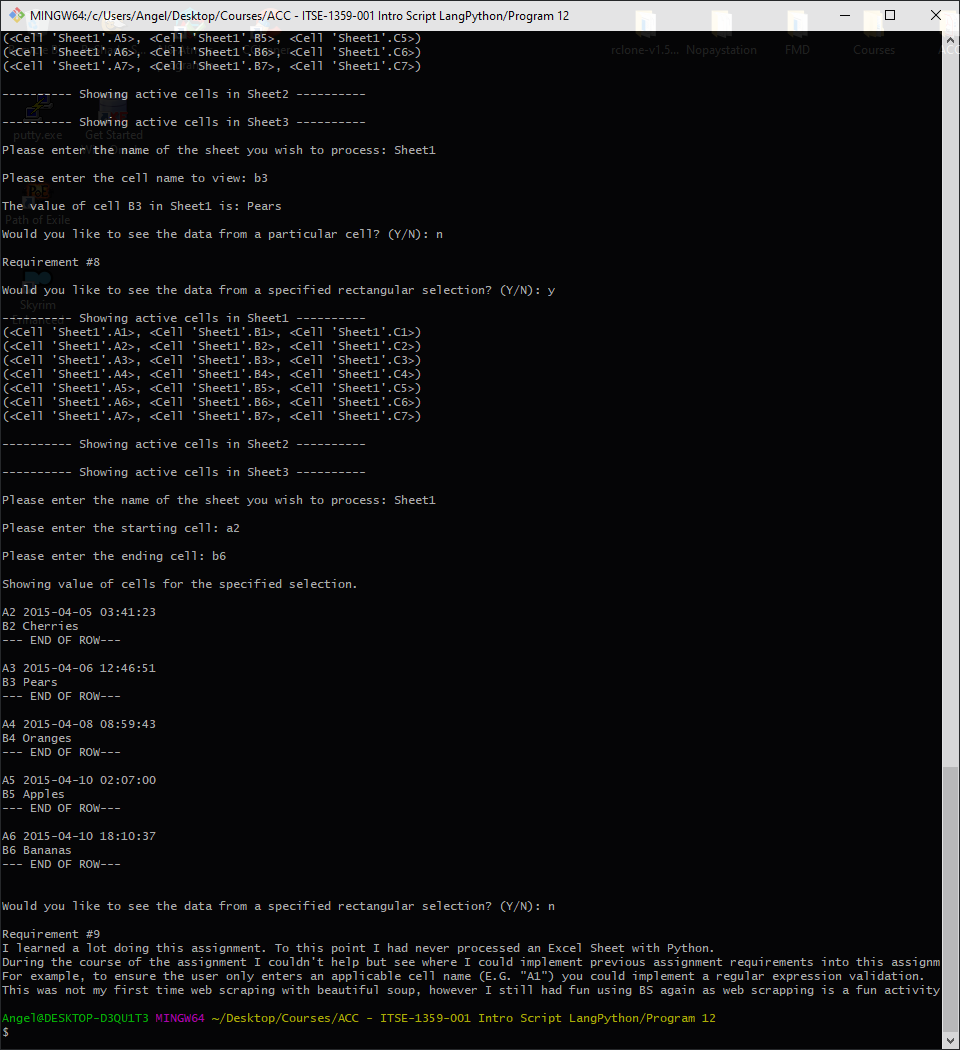 MINGW64:/c/Users/Angel/Desktop/Courses/ACC - ITSE-1359-001 Intro Script LangPython/Program 12
rclone-v1.5... Nopaystation FMD Courses
(<Cell 'Sheet1'.A5>, <Cell 'Sheet1'.B5>, <Cell 'Sheet1'.C5>)
(<Cell 'Sheet1'.A6>, <Cell 'Sheet1'.B6>, <Cell 'Sheet1'.C6>)
(<Cell 'Sheet1'.A7>, <Cell 'Sheet1'.B7>, <Cell 'Sheet1'.C7>)
---------- Showing active cells in Sheet2 ----------
---------- Showing active cells in Sheet3 ----------
putty.exe Get Started
Please enter the name of the sheet you wish to process: Sheet1
Please enter the cell name to view: b3
The value of cell B3 in Sheet1 is: Pears
Path of Exile
Would you like to see the data from a particular cell? (Y/N): n
Requirement #8
Would you like to see the data from a specified rectangular selection? (Y/N): y
Skyrim
---------- Showing active cells in Sheet1 ----------
(<Cell 'Sheet1'.A1>, <Cell 'Sheet1'.B1>, <Cell 'Sheet1'.C1>)
(<Cell 'Sheet1'.A2>, <Cell 'Sheet1'.B2>, <Cell 'Sheet1'.C2>)
(<Cell 'Sheet1'.A3>, <Cell 'Sheet1'.B3>, <Cell 'Sheet1'.C3>)
(<Cell 'Sheet1'.A4>, <Cell 'Sheet1'.B4>, <Cell 'Sheet1'.C4>)
(<Cell 'Sheet1'.A5>, <Cell 'Sheet1'.B5>, <Cell 'Sheet1'.C5>)
(<Cell 'Sheet1'.A6>, <Cell 'Sheet1'.B6>, <Cell 'Sheet1'.C6>)
(<Cell 'Sheet1'.A7>, <Cell 'Sheet1'.B7>, <Cell 'Sheet1'.C7>)
---------- Showing active cells in Sheet2 ----------
---------- Showing active cells in Sheet3 ----------
Please enter the name of the sheet you wish to process: Sheet1
Please enter the starting cell: a2
Please enter the ending cell: b6
Showing value of cells for the specified selection.
A2 2015-04-05 03:41:23
B2 Cherries
--- END OF ROW---
A3 2015-04-06 12:46:51
B3 Pears
--- END OF ROW---
A4 2015-04-08 08:59:43
B4 Oranges
--- END OF ROW---
A5 2015-04-10 02:07:00
B5 Apples
--- END OF ROW---
A6 2015-04-10 18:10:37
B6 Bananas
--- END OF ROW---
Would you like to see the data from a specified rectangular selection? (Y/N): n
Requirement #9
I learned a lot doing this assignment. To this point I had never processed an Excel Sheet with Python.
During the course of the assignment I couldn't help but see where I could implement previous assignment requirements into this assignm
For example, to ensure the user only enters an applicable cell name (E.G. "A1") you could implement a regular expression validation.
This was not my first time web scraping with beautiful soup, however I still had fun using BS again as web scrapping is a fun activity
Angel@DESKTOP-D3QU1T3 MINGW64 ~/Desktop/Courses/ACC - ITSE-1359-001 Intro Script LangPython/Program 12
$